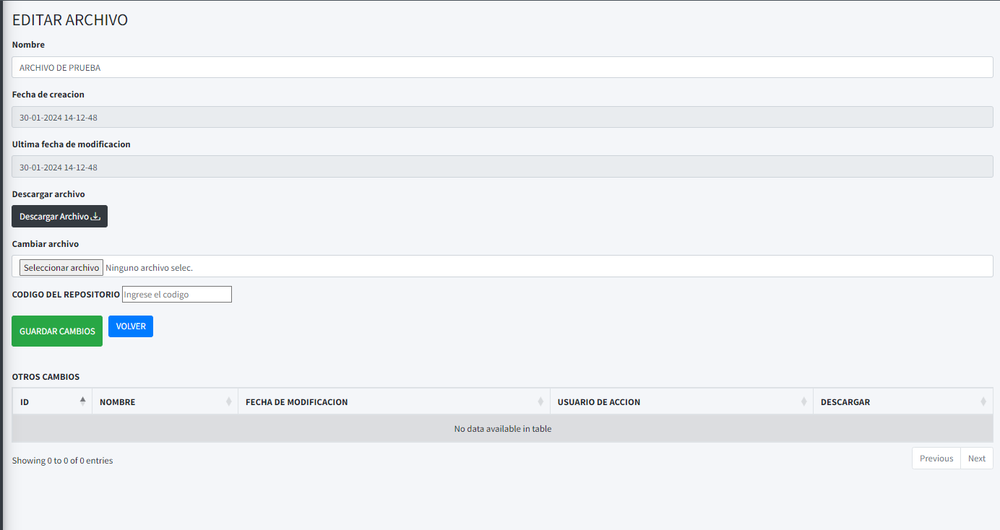 EDITAR ARCHIVO
Nombre
ARCHIVO DE PRUEBA
Fecha de creacion
30-01-2024 14-12-48
Ultima fecha de modificacion
30-01-2024 14-12-48
Descargar archivo
Descargar Archivo
Cambiar archivo
Seleccionar archivo Ninguno archivo selec.
CODIGO DEL REPOSITORIO Ingrese el codigo
GUARDAR CAMBIOS VOLVER
OTROS CAMBIOS
ID NOMBRE FECHA DE MODIFICACION USUARIO DE ACCION DESCARGAR
No data available in table
Showing 0 to 0 of 0 entries Previous Next